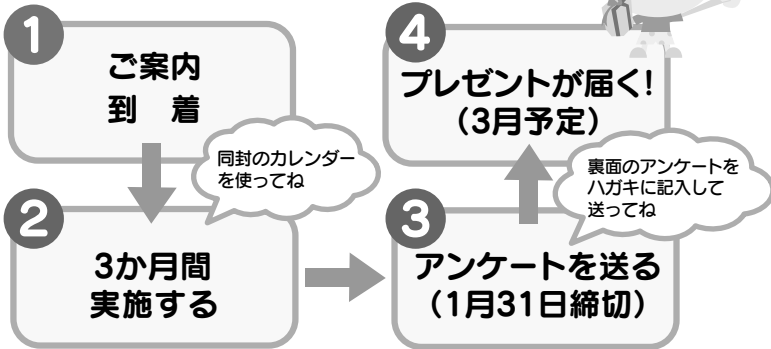 1
ご案内
到　着
同封のカレンダー
を使ってね
2
3か月間
実施する
3
アンケートを送る
（1月31日締切）
裏面のアンケートを
ハガキに記入して
送ってね
4
プレゼントが届く!
（3月予定）